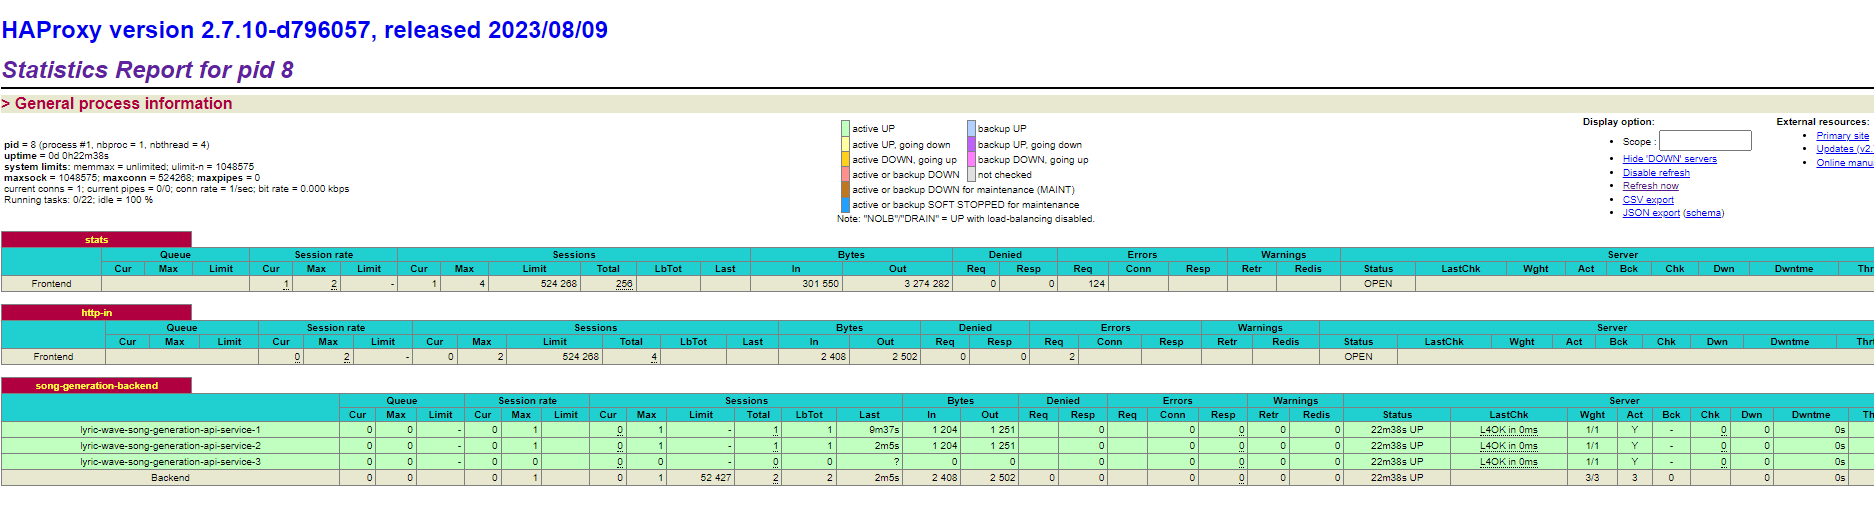 HAProxy version 2.7.10-d796057, released 2023/08/09
Statistics Report for pid 8
> General process information
pid = 8 (process #1, nbproc = 1, nbthread = 4)
uptime = 0d 0h22m38s
system limits: memmax = unlimited; ulimit-n = 1048575
maxsock = 1048575; maxconn = 524268; maxpipes = 0
current conns = 1; current pipes = 0/0; conn rate = 1/sec; bit rate = 0.000 kbps
Running tasks: 0/22; idle = 100 %
active UP backup UP
active UP, going down backup UP, going down
active DOWN, going up backup DOWN, going up
active or backup DOWN not checked
active or backup DOWN for maintenance (MAINT)
active or backup SOFT STOPPED for maintenance
Note: "NOLB"/"DRAIN" = UP with load-balancing disabled.
Display option:
• Scope :
• Hide 'DOWN' servers
• Disable refresh
• Refresh now
• CSV export
• JSON export (schema)
External resources:
• Primary site
• Updates (v2.
• Online manu
stats
Queue Session rate Sessions Bytes Denied Errors Warnings Server
Cur Max Limit Cur Max Limit Cur Max Limit Total LbTot Last In Out Req Resp Req Conn Resp Retr Redis Status LastChk Wght Act Bck Chk Dwn Dwntme Thr
Frontend 1 2 - 1 4 524 268 256 301 550 3 274 282 0 0 124 OPEN
http-in
Queue Session rate Sessions Bytes Denied Errors Warnings Server
Cur Max Limit Cur Max Limit Cur Max Limit Total LbTot Last In Out Req Resp Req Conn Resp Retr Redis Status LastChk Wght Act Bck Chk Dwn Dwntme Thrt
Frontend 0 2 - 0 2 524 268 4 2 408 2 502 0 0 2 OPEN
song-generation-backend
Queue Session rate Sessions Bytes Denied Errors Warnings Server
Cur Max Limit Cur Max Limit Cur Max Limit Total LbTot Last In Out Req Resp Req Conn Resp Retr Redis Status LastChk Wght Act Bck Chk Dwn Dwntme Th
lyric-wave-song-generation-api-service-1 0 0 - 0 1 0 1 - 1 1 9m37s 1 204 1 251 0 0 0 0 0 22m38s UP L4OK in 0ms 1/1 Y - 0 0 0s
lyric-wave-song-generation-api-service-2 0 0 - 0 1 0 1 - 1 1 2m5s 1 204 1 251 0 0 0 0 0 22m38s UP L4OK in 0ms 1/1 Y - 0 0 0s
lyric-wave-song-generation-api-service-3 0 0 - 0 0 0 0 - 0 0 ? 0 0 0 0 0 0 0 22m38s UP L4OK in 0ms 1/1 Y - 0 0 0s
Backend 0 0 0 1 0 1 52 427 2 2 2m5s 2 408 2 502 0 0 0 0 0 0 22m38s UP 3/3 3 0 0 0s